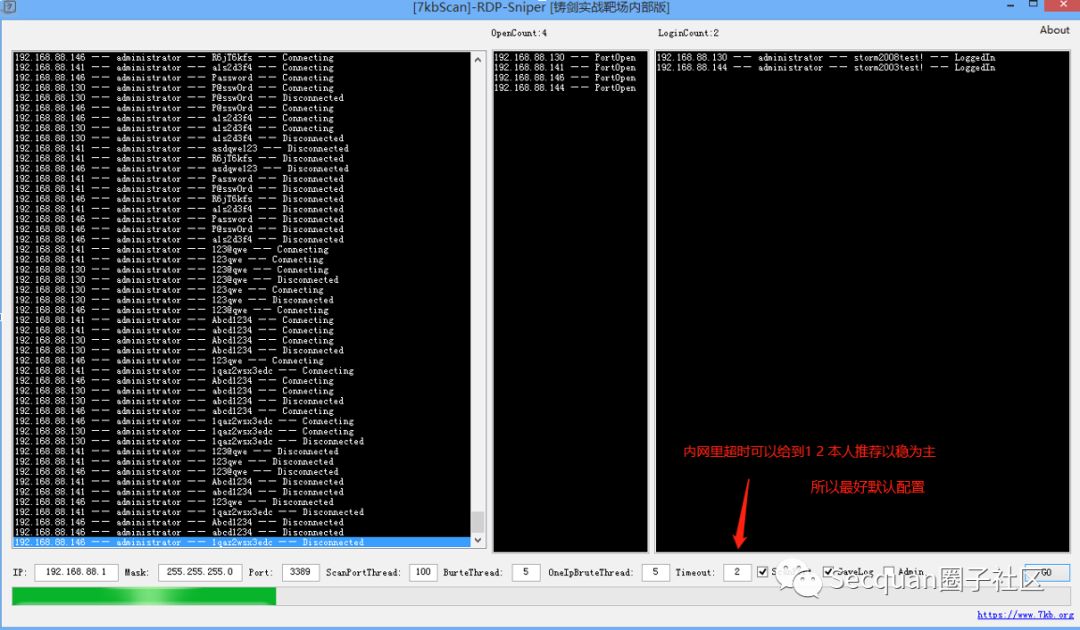 [7kbScan]-RDP-Sniper [铸剑实战靶场内部版]
About
OpenCount:4
LoginCount:2
192.168.88.146 —— administrator —— R6jT6kfs —— Connecting
192.168.88.141 —— administrator —— a1s2d3f4 —— Connecting
192.168.88.146 —— administrator —— Password —— Connecting
192.168.88.130 —— administrator —— P@ssw0rd —— Connecting
192.168.88.130 —— administrator —— P@ssw0rd —— Disconnected
192.168.88.146 —— administrator —— P@ssw0rd —— Connecting
192.168.88.146 —— administrator —— a1s2d3f4 —— Connecting
192.168.88.130 —— administrator —— a1s2d3f4 —— Connecting
192.168.88.130 —— administrator —— a1s2d3f4 —— Disconnected
192.168.88.141 —— administrator —— asdqwe123 —— Disconnected
192.168.88.141 —— administrator —— R6jT6kfs —— Disconnected
192.168.88.146 —— administrator —— asdqwe123 —— Disconnected
192.168.88.141 —— administrator —— Password —— Disconnected
192.168.88.141 —— administrator —— P@ssw0rd —— Disconnected
192.168.88.146 —— administrator —— R6jT6kfs —— Disconnected
192.168.88.141 —— administrator —— a1s2d3f4 —— Disconnected
192.168.88.146 —— administrator —— Password —— Disconnected
192.168.88.146 —— administrator —— P@ssw0rd —— Disconnected
192.168.88.146 —— administrator —— a1s2d3f4 —— Disconnected
192.168.88.141 —— administrator —— 123@qwe —— Connecting
192.168.88.141 —— administrator —— 123qwe —— Connecting
192.168.88.130 —— administrator —— 123@qwe —— Connecting
192.168.88.130 —— administrator —— 123@qwe —— Disconnected
192.168.88.130 —— administrator —— 123qwe —— Connecting
192.168.88.130 —— administrator —— 123qwe —— Disconnected
192.168.88.146 —— administrator —— 123@qwe —— Connecting
192.168.88.141 —— administrator —— Abcd1234 —— Connecting
192.168.88.141 —— administrator —— abcd1234 —— Connecting
192.168.88.130 —— administrator —— Abcd1234 —— Connecting
192.168.88.130 —— administrator —— Abcd1234 —— Disconnected
192.168.88.146 —— administrator —— 123qwe —— Connecting
192.168.88.141 —— administrator —— 1qaz2wsx3edc —— Connecting
192.168.88.146 —— administrator —— Abcd1234 —— Connecting
192.168.88.130 —— administrator —— abcd1234 —— Connecting
192.168.88.130 —— administrator —— abcd1234 —— Disconnected
192.168.88.146 —— administrator —— abcd1234 —— Connecting
192.168.88.146 —— administrator —— 1qaz2wsx3edc —— Connecting
192.168.88.130 —— administrator —— 1qaz2wsx3edc —— Connecting
192.168.88.130 —— administrator —— 1qaz2wsx3edc —— Disconnected
192.168.88.141 —— administrator —— 123@qwe —— Disconnected
192.168.88.141 —— administrator —— 123qwe —— Disconnected
192.168.88.146 —— administrator —— 123@qwe —— Disconnected
192.168.88.141 —— administrator —— Abcd1234 —— Disconnected
192.168.88.141 —— administrator —— abcd1234 —— Disconnected
192.168.88.146 —— administrator —— 123qwe —— Disconnected
192.168.88.141 —— administrator —— 1qaz2wsx3edc —— Disconnected
192.168.88.146 —— administrator —— Abcd1234 —— Disconnected
192.168.88.146 —— administrator —— abcd1234 —— Disconnected
192.168.88.146 —— administrator —— 1qaz2wsx3edc —— Disconnected
192.168.88.130 —— PortOpen
192.168.88.141 —— PortOpen
192.168.88.146 —— PortOpen
192.168.88.144 —— PortOpen
192.168.88.130 —— administrator —— storm2008test! —— LoggedIn
192.168.88.144 —— administrator —— storm2003test! —— LoggedIn
内网里超时可以给到1 2 本人推荐以稳为主
所以最好默认配置
IP: 192.168.88.1 Mask: 255.255.255.0 Port: 3389 ScanPortThread: 100 BurteThread: 5 OneIpBruteThread: 5 Timeout: 2 SaveLog Admin GO
Secquan圈子社区
https://www.7kb.org